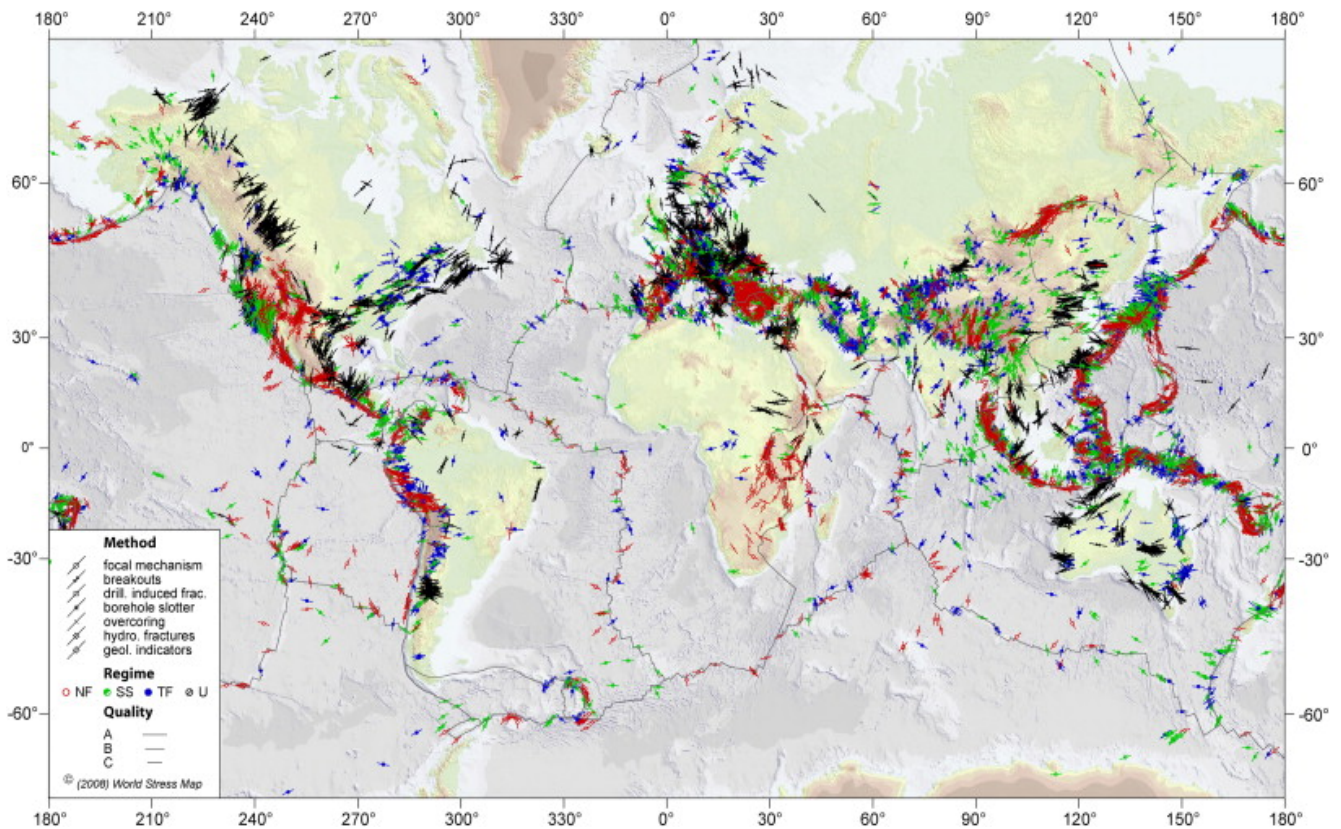 180° 210° 240° 270° 300° 330° 0° 30° 60° 90° 120° 150° 180°
60° 60°
30° 30°
0° 0°
-30° -30°
-60° -60°
Method
focal mechanism
breakouts
drill. induced frac.
borehole slotter
overcoring
hydro. fractures
geol. indicators
Regime
NF SS TF U
Quality
A
B
C
© (2008) World Stress Map
180° 210° 240° 270° 300° 330° 0° 30° 60° 90° 120° 150° 180°